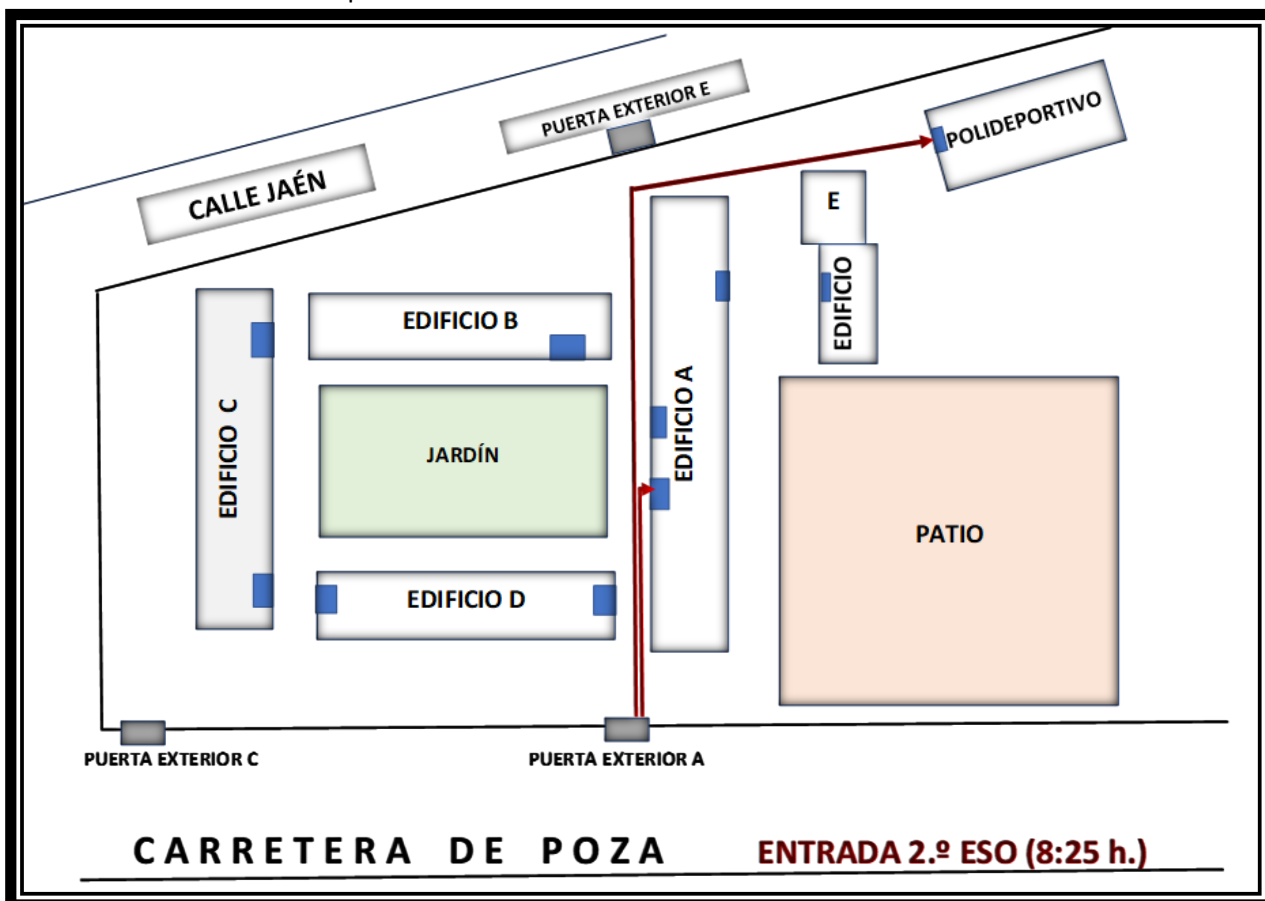 PUERTA EXTERIOR E
POLIDEPORTIVO
CALLE JAÉN
E
EDIFICIO
EDIFICIO B
EDIFICIO A
EDIFICIO C
JARDÍN
PATIO
EDIFICIO D
PUERTA EXTERIOR C
PUERTA EXTERIOR A
CARRETERA DE POZA
ENTRADA 2.º ESO (8:25 h.)